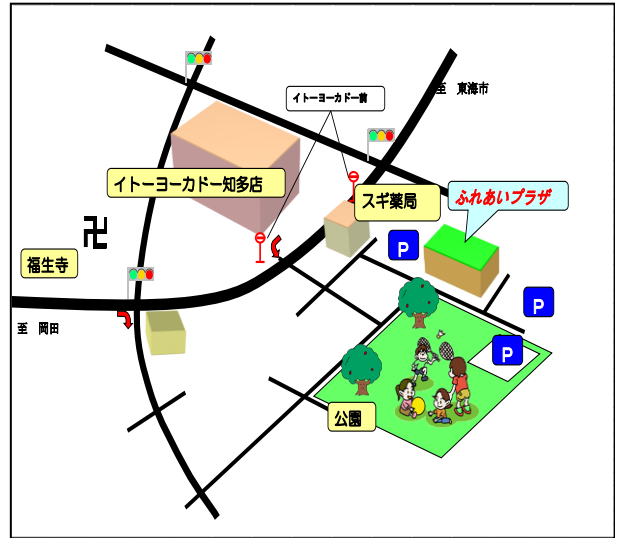 イトーヨーカドー前
至　東海市
イトーヨーカドー知多店
スギ薬局
ふれあいプラザ
卍
福生寺
P
P
至　岡田
P
公園